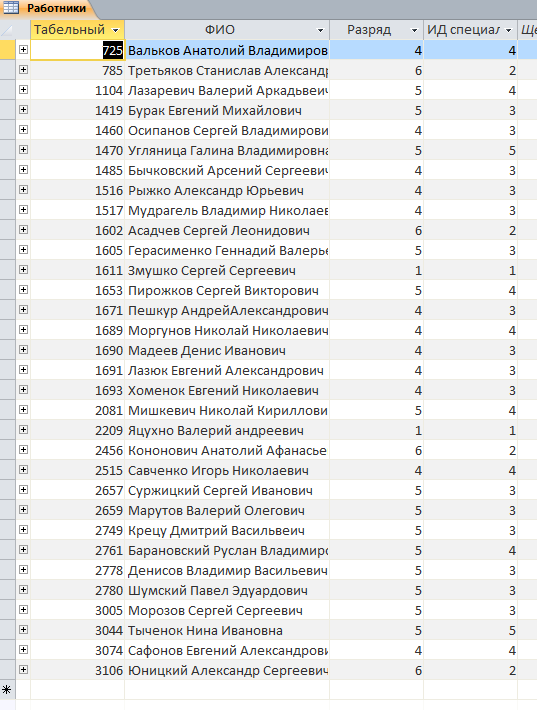 Работники
Табельный ФИО Разряд ИД специал
725 Вальков Анатолий Владимиров 4 4
785 Третьяков Станислав Александр 6 2
1104 Лазаревич Валерий Аркадьевич 5 4
1419 Бурак Евгений Михайлович 5 3
1460 Осипанов Сергей Владимирови 4 3
1470 Угляница Галина Владимировна 5 5
1485 Бычковский Арсений Сергеевич 4 3
1516 Рыжко Александр Юрьевич 4 3
1517 Мудрагель Владимир Николаев 4 3
1602 Асадчев Сергей Леонидович 6 2
1605 Герасименко Геннадий Валерье 5 3
1611 Змушко Сергей Сергеевич 1 1
1653 Пирожков Сергей Викторович 5 4
1671 Пешкур АндрейАлександрович 4 3
1689 Моргунов Николай Николаевич 4 4
1690 Мадеев Денис Иванович 4 3
1691 Лазюк Евгений Александрович 4 3
1693 Хоменок Евгений Николаевич 4 3
2081 Мишкевич Николай Кириллови 5 4
2209 Яцухно Валерий андреевич 1 1
2456 Кононович Анатолий Афанасье 6 2
2515 Савченко Игорь Николаевич 4 4
2657 Суржицкий Сергей Иванович 5 3
2659 Марутов Валерий Олегович 5 3
2749 Крецу Дмитрий Васильвеич 5 3
2761 Барановский Руслан Владимиро 5 4
2778 Денисов Владимир Васильевич 5 3
2780 Шумский Павел Эдуардович 5 3
3005 Морозов Сергей Сергеевич 5 3
3044 Тыченок Нина Ивановна 5 5
3074 Сафонов Евгений Александрови 4 4
3106 Юницкий Александр Сергеевич 6 2